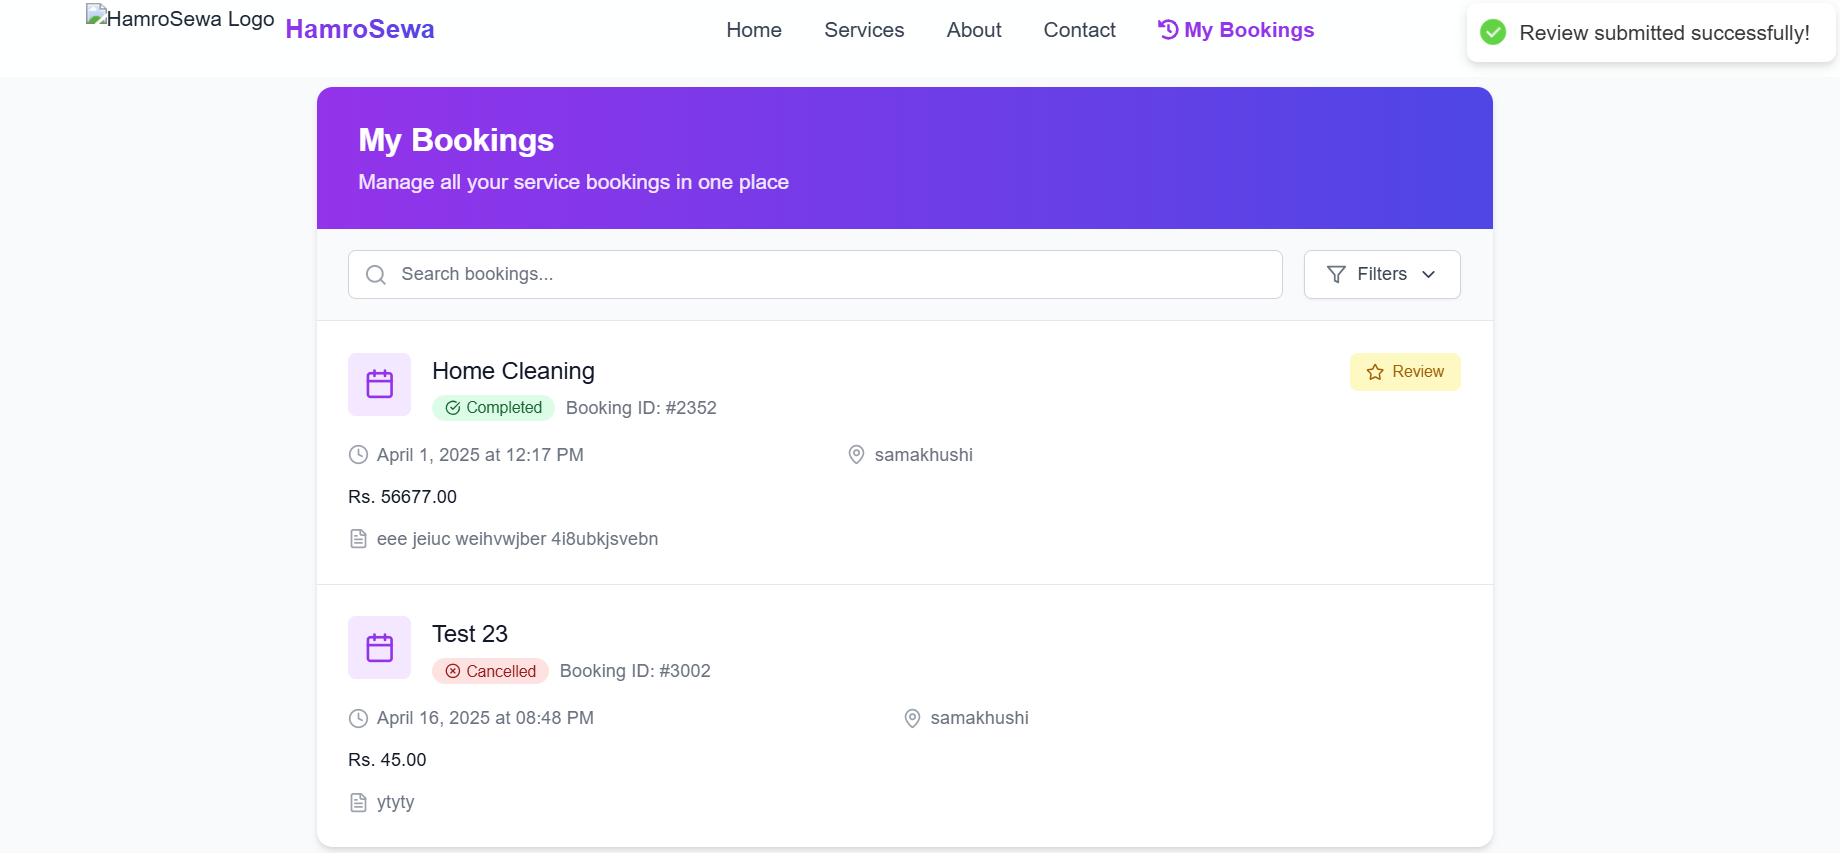 HamroSewa Logo HamroSewa Home Services About Contact My Bookings Review submitted successfully!
My Bookings
Manage all your service bookings in one place
Search bookings... Filters
Home Cleaning Review
Completed Booking ID: #2352
April 1, 2025 at 12:17 PM samakhushi
Rs. 56677.00
eee jeiuc weihvwjber 4i8ubkjsvebn
Test 23
Cancelled Booking ID: #3002
April 16, 2025 at 08:48 PM samakhushi
Rs. 45.00
ytyty